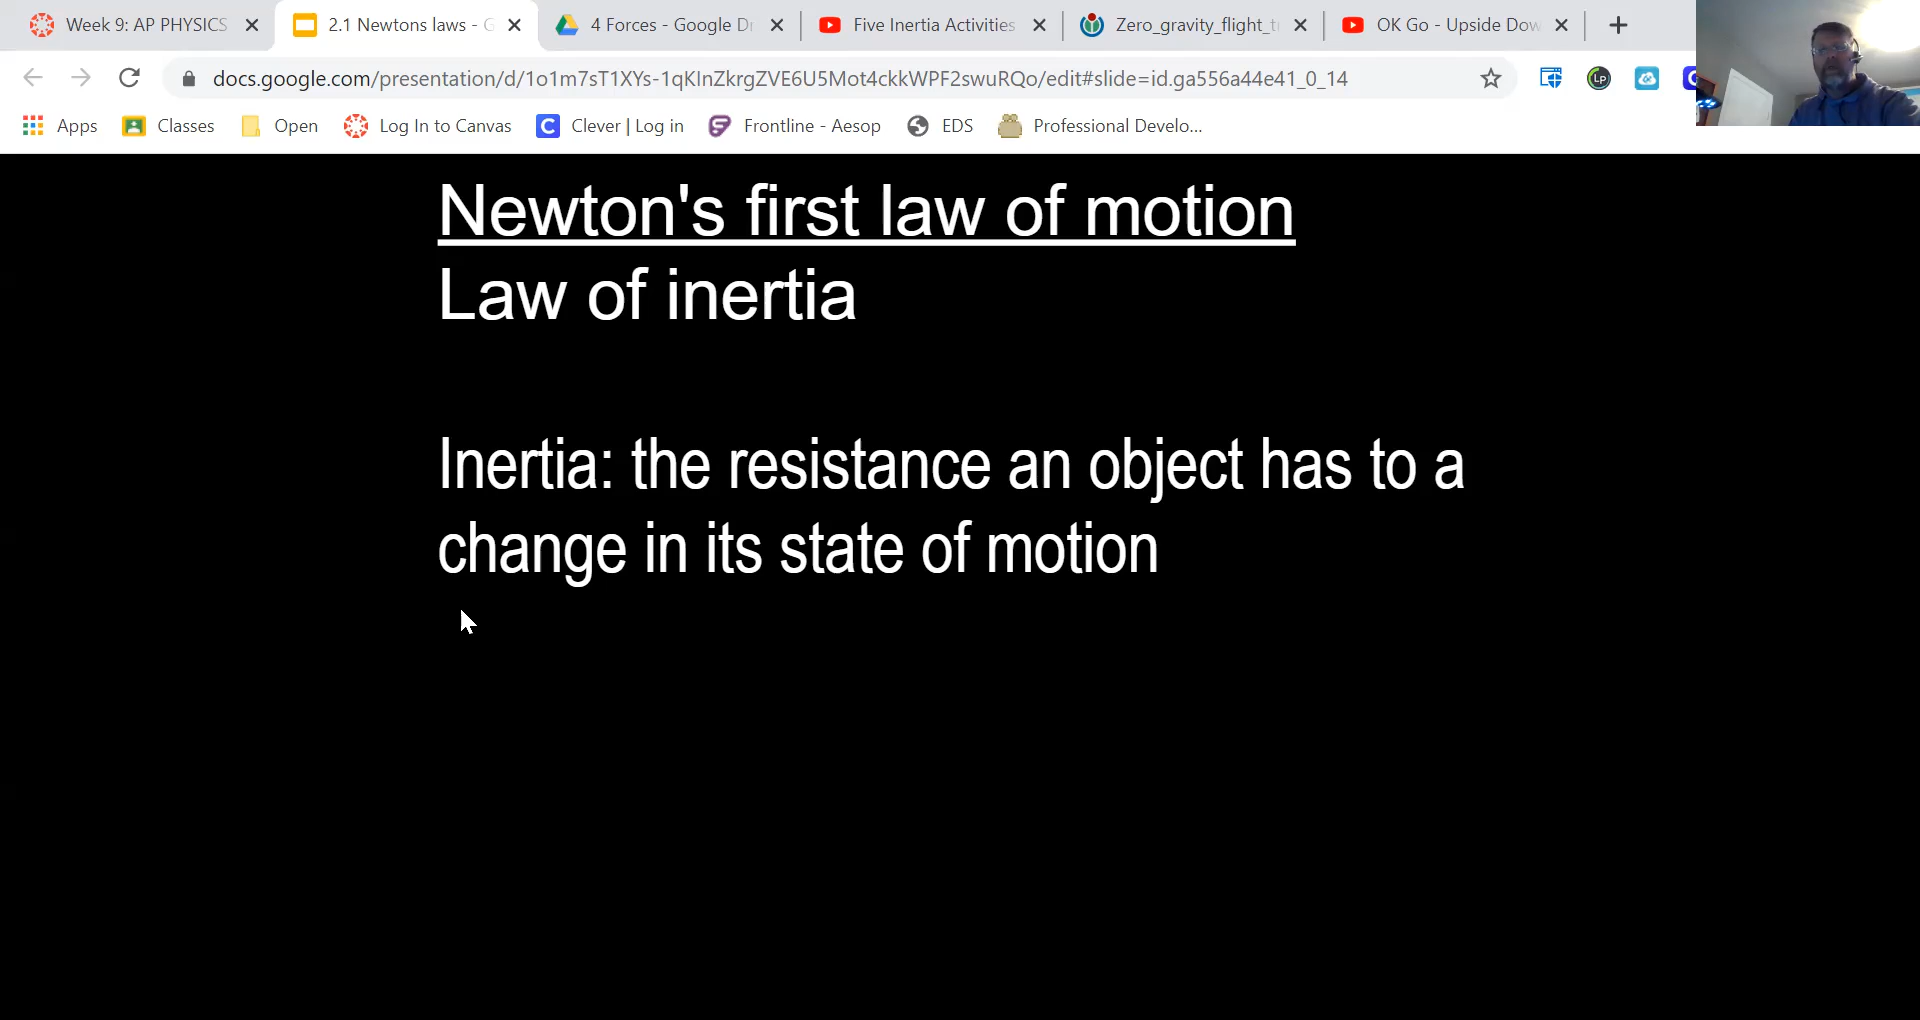 Week 9: AP PHYSICS
2.1 Newtons laws - G
4 Forces - Google Dr
Five Inertia Activities
Zero_gravity_flight_t
OK Go - Upside Dow
docs.google.com/presentation/d/1o1m7sT1XYs-1qKInZkrgZVE6U5Mot4ckkWPF2swuRQo/edit#slide=id.ga556a44e41_0_14
Lp
Apps
Classes
Open
Log In to Canvas
C
Clever | Log in
Frontline - Aesop
EDS
Professional Develo...
Newton's first law of motion
Law of inertia
Inertia: the resistance an object has to a
change in its state of motion